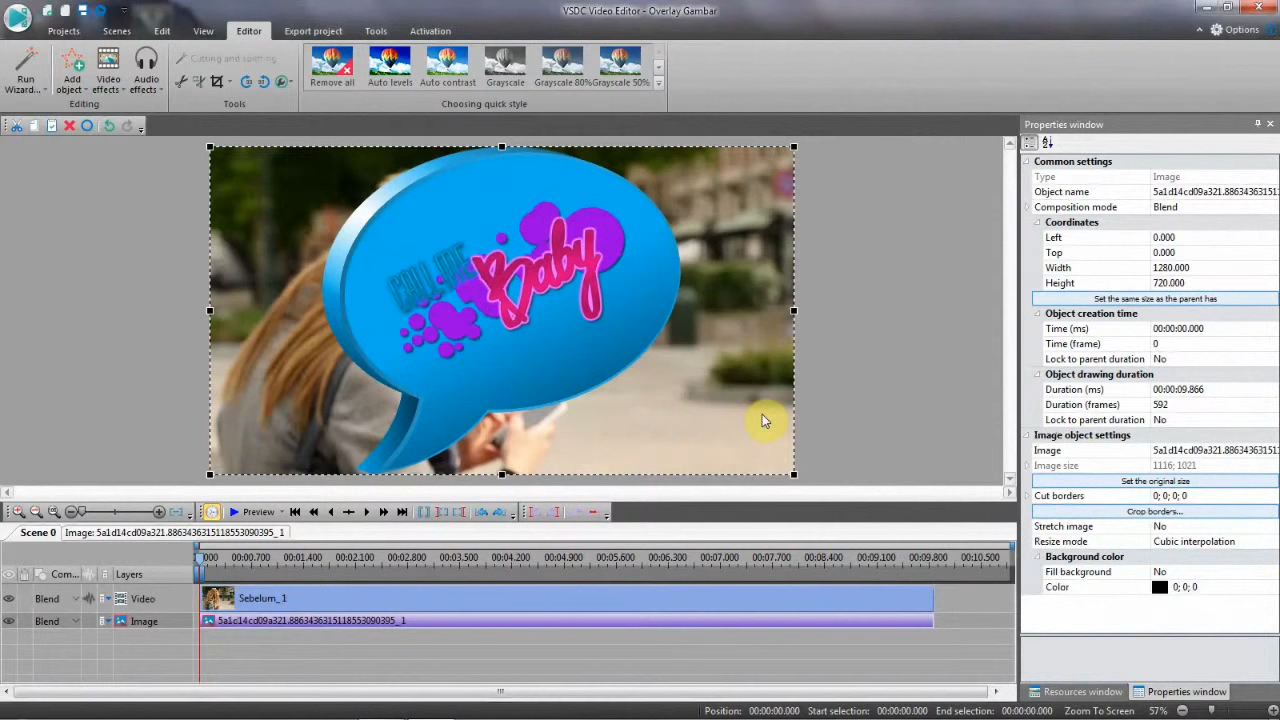 VSDC Video Editor - Overlay Gambar
Projects Scenes Edit View Editor Export project Tools Activation
Options
Run Wizard...
Add object
Video effects
Audio effects
Cutting and splitting
Remove all Auto levels Auto contrast Grayscale Grayscale 80% Grayscale 50%
Editing Tools Choosing quick style
Properties window
Common settings
Type Image
Object name 5a1d14cd09a321.8863436315118553090395_1
Composition mode Blend
Coordinates
Left 0.000
Top 0.000
Width 1280.000
Height 720.000
Set the same size as the parent has
Object creation time
Time (ms) 00:00:00.000
Time (frame) 0
Lock to parent duration No
Object drawing duration
Duration (ms) 00:00:09.866
Duration (frames) 592
Lock to parent duration No
Image object settings
Image 5a1d14cd09a321.8863436315118553090395_1
Image size 1116; 1021
Set the original size
Cut borders 0; 0; 0; 0
Crop borders...
Stretch image No
Resize mode Cubic interpolation
Background color
Fill background No
Color 0; 0; 0
CALL ME
Baby
Preview
Scene 0 Image: 5a1d14cd09a321.8863436315118553090395_1
000 00:00.700 00:01.400 00:02.100 00:02.800 00:03.500 00:04.200 00:04.900 00:05.600 00:06.300 00:07.000 00:07.700 00:08.400 00:09.100 00:09.800 00:10.500
Com... Layers
Blend Video Sebelum_1
Blend Image 5a1d14cd09a321.8863436315118553090395_1
Resources window Properties window
Position: 00:00:00.000 Start selection: 00:00:00.000 End selection: 00:00:00.000 Zoom To Screen 57%